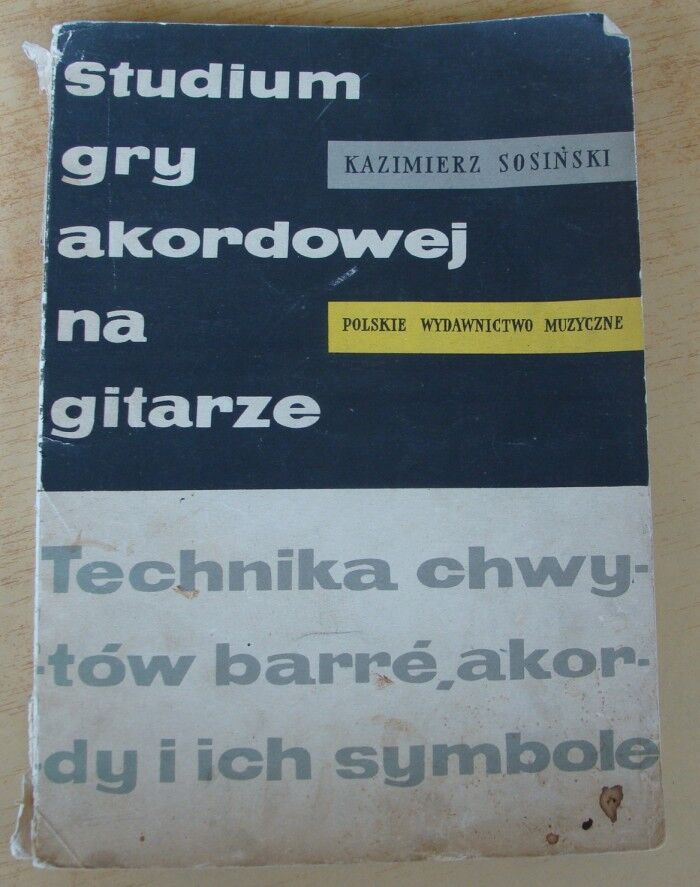 Studium
gry
KAZIMIERZ SOSIŃSKI
akordowej
na
POLSKIE WYDAWNICTWO MUZYCZNE
gitarze
Technika chwy-
-tów barré, akor-
-dy i ich symbole